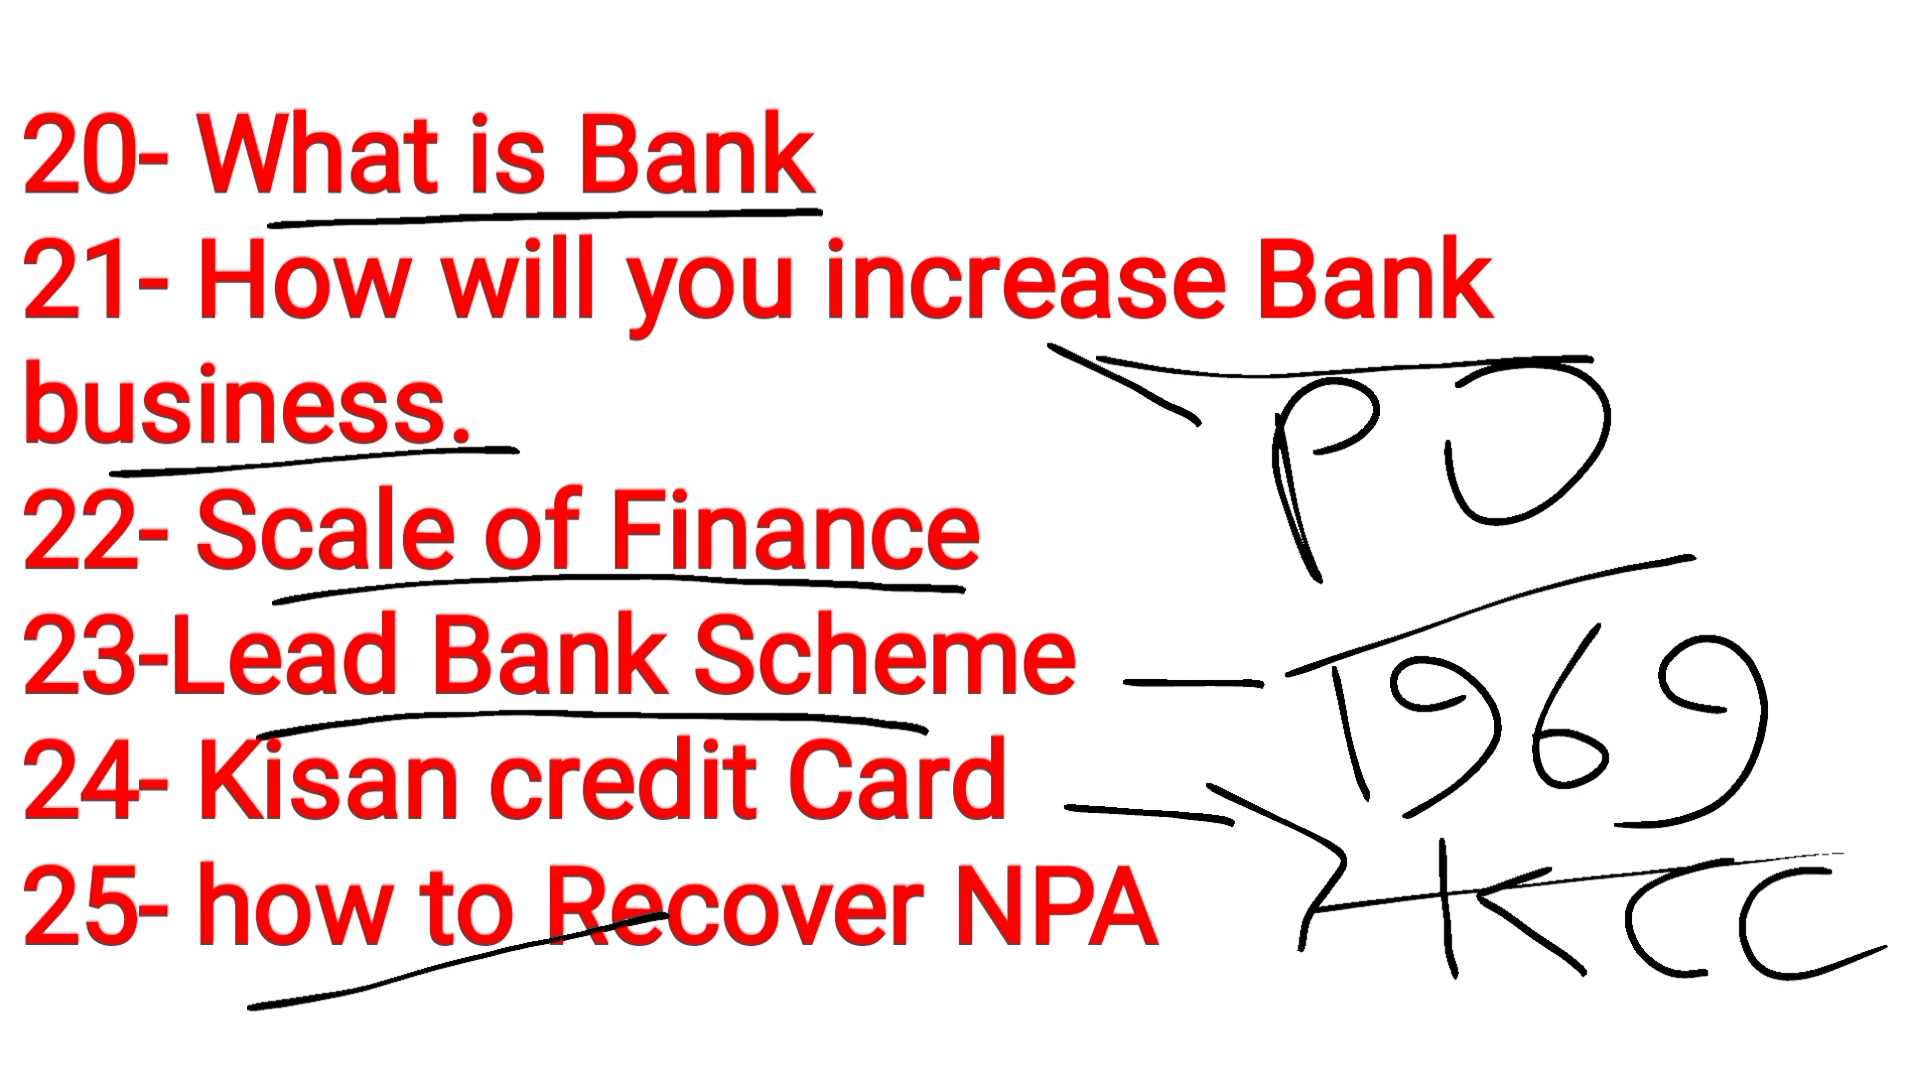 20- What is Bank
21- How will you increase Bank
business.
PO
22- Scale of Finance
23-Lead Bank Scheme
1969
24- Kisan credit Card
KCC
25- how to Recover NPA